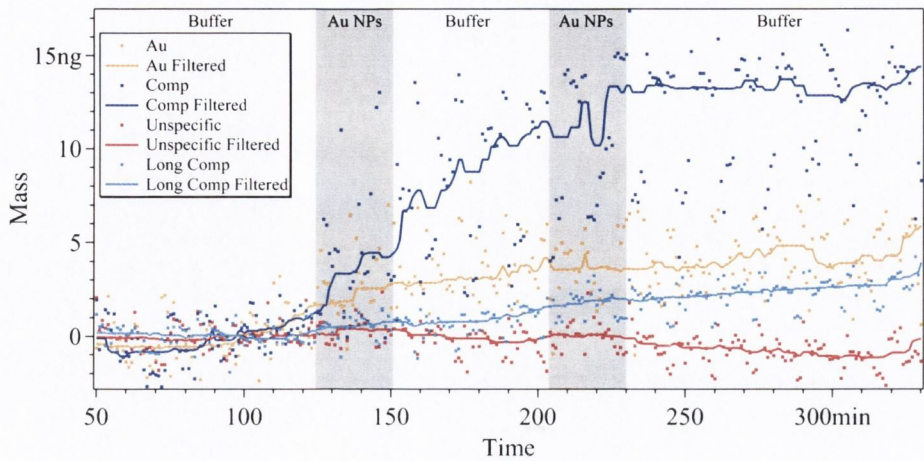 Buffer Au NPs Buffer Au NPs Buffer
Au
Au Filtered
Comp
Comp Filtered
Unspecific
Unspecific Filtered
Long Comp
Long Comp Filtered
15ng
10
5
0
Mass
50 100 150 200 250 300min
Time